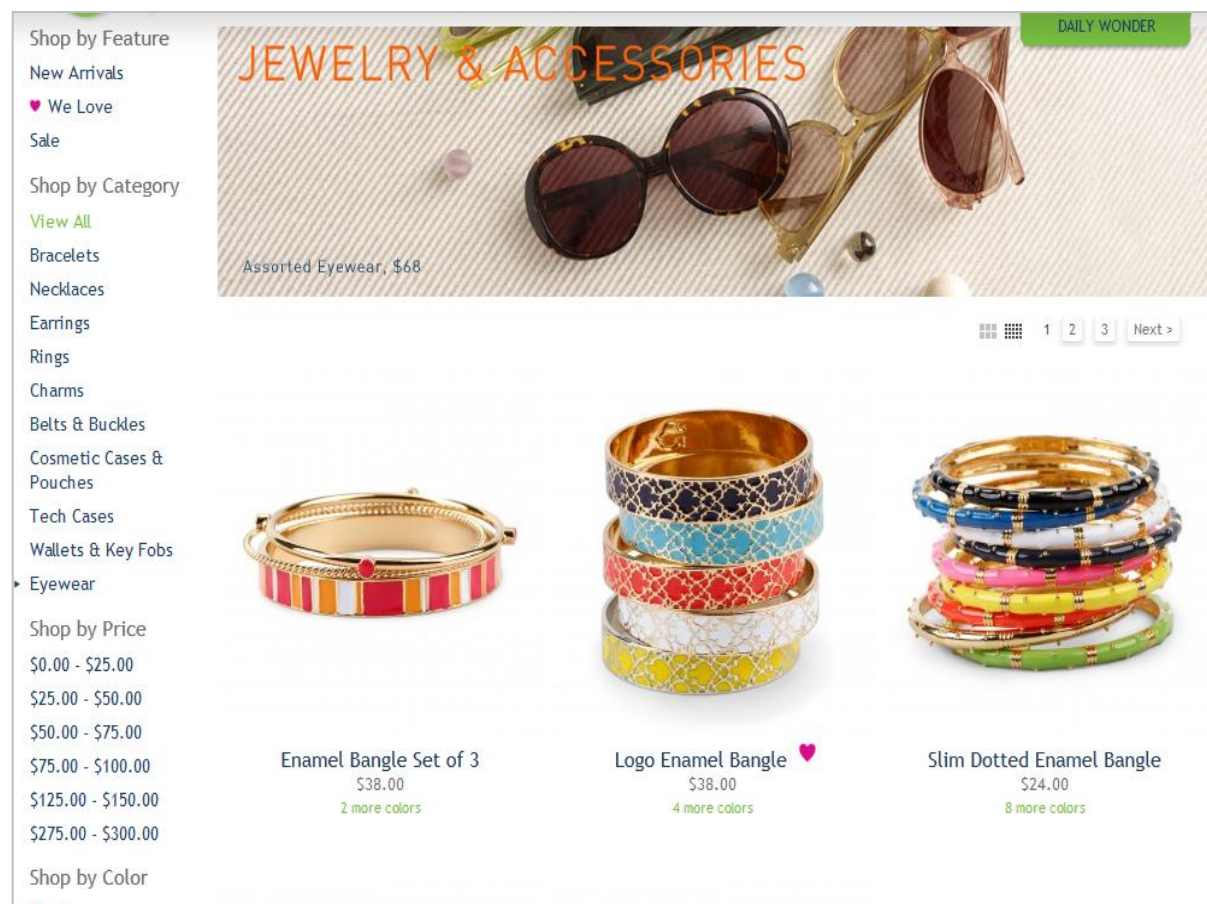 Shop by Feature
New Arrivals
♥ We Love
Sale
Shop by Category
View All
Bracelets
Necklaces
Earrings
Rings
Charms
Belts & Buckles
Cosmetic Cases &
Pouches
Tech Cases
Wallets & Key Fobs
Eyewear
Shop by Price
$0.00 - $25.00
$25.00 - $50.00
$50.00 - $75.00
$75.00 - $100.00
$125.00 - $150.00
$275.00 - $300.00
Shop by Color
DAILY WONDER
JEWELRY & ACCESSORIES
Assorted Eyewear, $68
1 2 3 Next >
Enamel Bangle Set of 3
$38.00
2 more colors
Logo Enamel Bangle ♥
$38.00
4 more colors
Slim Dotted Enamel Bangle
$24.00
8 more colors